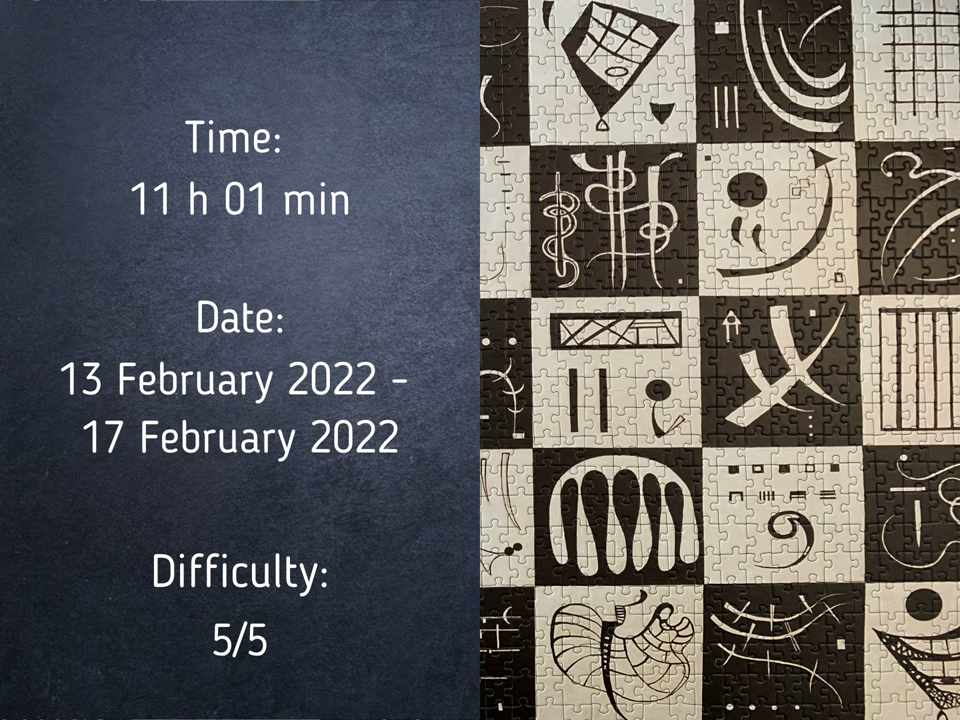 Time:
11 h 01 min
Date:
13 February 2022 -
17 February 2022
Difficulty:
5/5